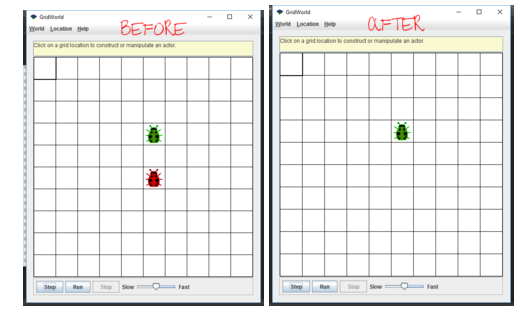 GridWorld
BEFORE
World Location Help
Click on a grid location to construct or manipulate an actor.
Step Run Stop Slow Fast
GridWorld
AFTER
World Location Help
Click on a grid location to construct or manipulate an actor.
Step Run Stop Slow Fast